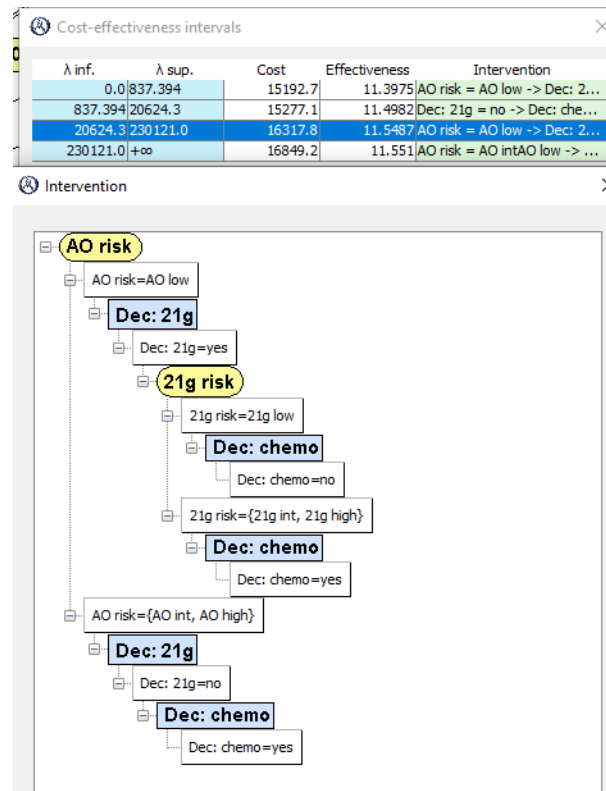 Cost-effectiveness intervals
λ inf. λ sup. Cost Effectiveness Intervention
0.0 837.394 15192.7 11.3975 AO risk = AO low -> Dec: 2...
837.394 20624.3 15277.1 11.4982 Dec: 21g = no -> Dec: che...
20624.3 230121.0 16317.8 11.5487 AO risk = AO low -> Dec: 2...
230121.0 +∞ 16849.2 11.551 AO risk = AO intAO low -> ...
Intervention
AO risk
AO risk=AO low
Dec: 21g
Dec: 21g=yes
21g risk
21g risk=21g low
Dec: chemo
Dec: chemo=no
21g risk={21g int, 21g high}
Dec: chemo
Dec: chemo=yes
AO risk={AO int, AO high}
Dec: 21g
Dec: 21g=no
Dec: chemo
Dec: chemo=yes